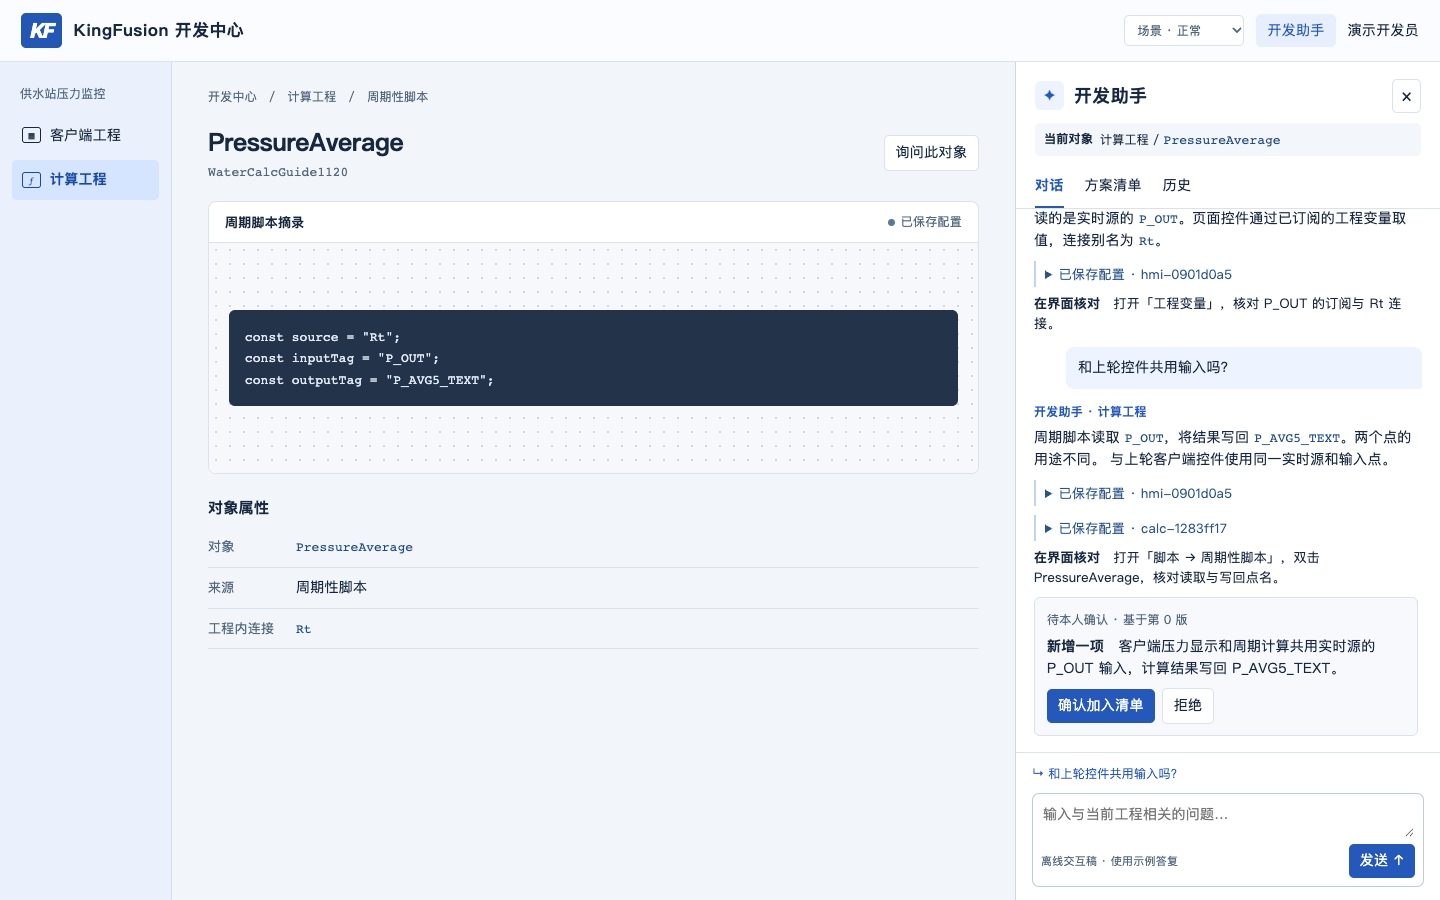 KF KingFusion 开发中心
场景 · 正常
开发助手
演示开发员
供水站压力监控
客户端工程
ƒ 计算工程
开发中心 / 计算工程 / 周期性脚本
PressureAverage
WaterCalcGuide1120
询问此对象
周期脚本摘录
已保存配置
const source = "Rt";
const inputTag = "P_OUT";
const outputTag = "P_AVG5_TEXT";
对象属性
对象 PressureAverage
来源 周期性脚本
工程内连接 Rt
开发助手
×
当前对象 计算工程 / PressureAverage
对话 方案清单 历史
读的是实时源的 P_OUT。页面控件通过已订阅的工程变量取
值，连接别名为 Rt。
▶ 已保存配置 · hmi-0901d0a5
在界面核对 打开「工程变量」，核对 P_OUT 的订阅与 Rt 连
接。
和上轮控件共用输入吗？
开发助手 · 计算工程
周期脚本读取 P_OUT，将结果写回 P_AVG5_TEXT。两个点的
用途不同。 与上轮客户端控件使用同一实时源和输入点。
▶ 已保存配置 · hmi-0901d0a5
▶ 已保存配置 · calc-1283ff17
在界面核对 打开「脚本 → 周期性脚本」，双击
PressureAverage，核对读取与写回点名。
待本人确认 · 基于第 0 版
新增一项 客户端压力显示和周期计算共用实时源的
P_OUT 输入，计算结果写回 P_AVG5_TEXT。
确认加入清单 拒绝
↳ 和上轮控件共用输入吗？
输入与当前工程相关的问题…
离线交互稿 · 使用示例答复
发送 ↑